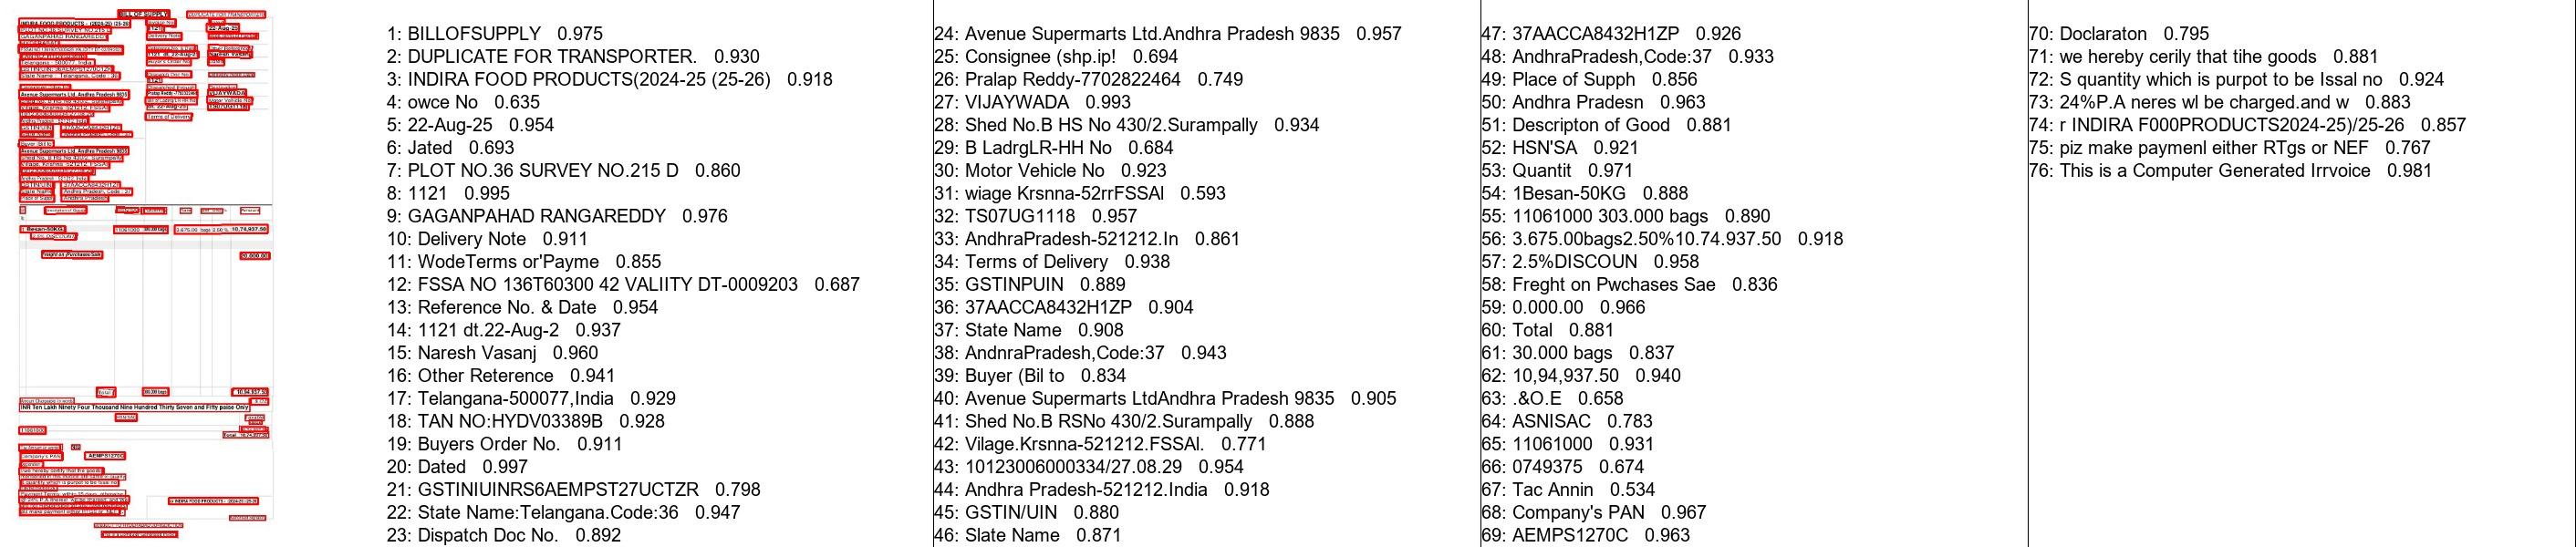 BILL OF SUPPLY
1: BILLOFSUPPLY 0.975
2: DUPLICATE FOR TRANSPORTER. 0.930
3: INDIRA FOOD PRODUCTS(2024-25 (25-26) 0.918
4: owce No 0.635
5: 22-Aug-25 0.954
6: Jated 0.693
7: PLOT NO.36 SURVEY NO.215 D 0.860
8: 1121 0.995
9: GAGANPAHAD RANGAREDDY 0.976
10: Delivery Note 0.911
11: WodeTerms or'Payme 0.855
12: FSSA NO 136T60300 42 VALIITY DT-0009203 0.687
13: Reference No. & Date 0.954
14: 1121 dt.22-Aug-2 0.937
15: Naresh Vasanj 0.960
16: Other Reterence 0.941
17: Telangana-500077,India 0.929
18: TAN NO:HYDV03389B 0.928
19: Buyers Order No. 0.911
20: Dated 0.997
21: GSTINIUINRS6AEMPST27UCTZR 0.798
22: State Name:Telangana.Code:36 0.947
23: Dispatch Doc No. 0.892
24: Avenue Supermarts Ltd.Andhra Pradesh 9835 0.957
25: Consignee (shp.ip! 0.694
26: Pralap Reddy-7702822464 0.749
27: VIJAYWADA 0.993
28: Shed No.B HS No 430/2.Surampally 0.934
29: B LadrgLR-HH No 0.684
30: Motor Vehicle No 0.923
31: wiage Krsnna-52rrFSSAl 0.593
32: TS07UG1118 0.957
33: AndhraPradesh-521212.In 0.861
34: Terms of Delivery 0.938
35: GSTINPUIN 0.889
36: 37AACCA8432H1ZP 0.904
37: State Name 0.908
38: AndnraPradesh,Code:37 0.943
39: Buyer (Bil to 0.834
40: Avenue Supermarts LtdAndhra Pradesh 9835 0.905
41: Shed No.B RSNo 430/2.Surampally 0.888
42: Vilage.Krsnna-521212.FSSAl. 0.771
43: 10123006000334/27.08.29 0.954
44: Andhra Pradesh-521212.India 0.918
45: GSTIN/UIN 0.880
46: Slate Name 0.871
47: 37AACCA8432H1ZP 0.926
48: AndhraPradesh,Code:37 0.933
49: Place of Supph 0.856
50: Andhra Pradesn 0.963
51: Descripton of Good 0.881
52: HSN'SA 0.921
53: Quantit 0.971
54: 1Besan-50KG 0.888
55: 11061000 303.000 bags 0.890
56: 3.675.00bags2.50%10.74.937.50 0.918
57: 2.5%DISCOUN 0.958
58: Freght on Pwchases Sae 0.836
59: 0.000.00 0.966
60: Total 0.881
61: 30.000 bags 0.837
62: 10,94,937.50 0.940
63: .&O.E 0.658
64: ASNISAC 0.783
65: 11061000 0.931
66: 0749375 0.674
67: Tac Annin 0.534
68: Company's PAN 0.967
69: AEMPS1270C 0.963
70: Doclaraton 0.795
71: we hereby cerily that tihe goods 0.881
72: S quantity which is purpot to be Issal no 0.924
73: 24%P.A neres wl be charged.and w 0.883
74: r INDIRA F000PRODUCTS2024-25)/25-26 0.857
75: piz make paymenl either RTgs or NEF 0.767
76: This is a Computer Generated Irrvoice 0.981